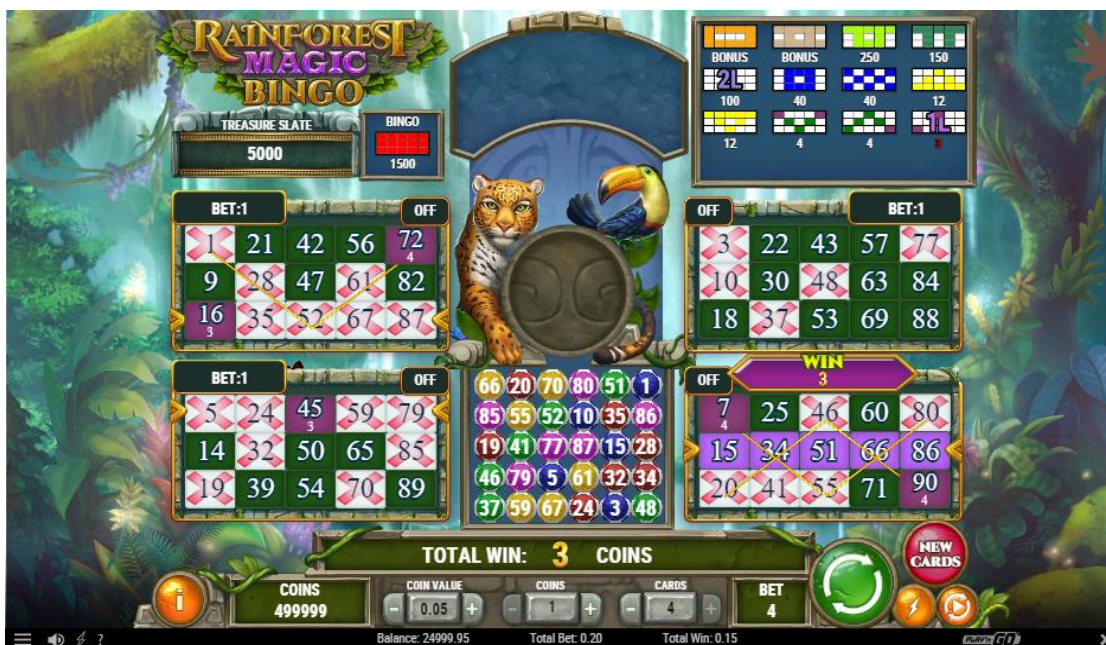 RAINFOREST
MAGIC
BINGO
TREASURE SLATE
5000
BINGO
1500
BONUS BONUS 250 150
2L
100 40 40 12
1L
12 4 4 3
BET:1 OFF
1 21 42 56 72
4
9 28 47 61 82
16 35 52 67 87
3
OFF BET:1
3 22 43 57 77
10 30 48 63 84
18 37 53 69 88
BET:1 OFF
5 24 45 59 79
3
14 32 50 65 85
19 39 54 70 89
66 20 70 80 51 1
85 55 52 10 35 86
19 41 77 87 15 28
46 79 5 61 32 34
37 59 67 24 3 48
OFF WIN
3
7 25 46 60 80
4
15 34 51 66 86
20 41 55 71 90
4
TOTAL WIN: 3 COINS
NEW
CARDS
i
COINS
499999
COIN VALUE
- 0.05 +
COINS
- 1 +
CARDS
- 4 +
BET
4
? Balance: 24999.95 Total Bet: 0.20 Total Win: 0.15 PLAY'n GO